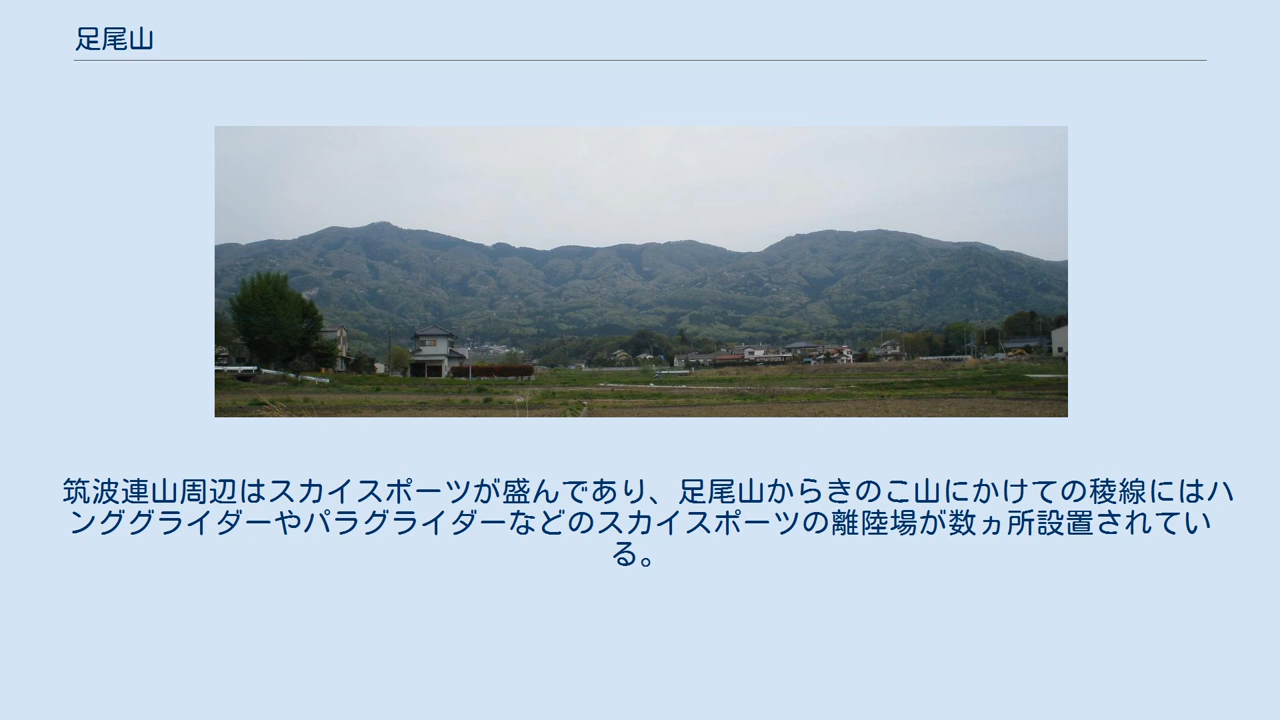 足尾山
筑波連山周辺はスカイスポーツが盛んであり、足尾山からきのこ山にかけての稜線にはハ
ンググライダーやパラグライダーなどのスカイスポーツの離陸場が数ヵ所設置されてい
る。